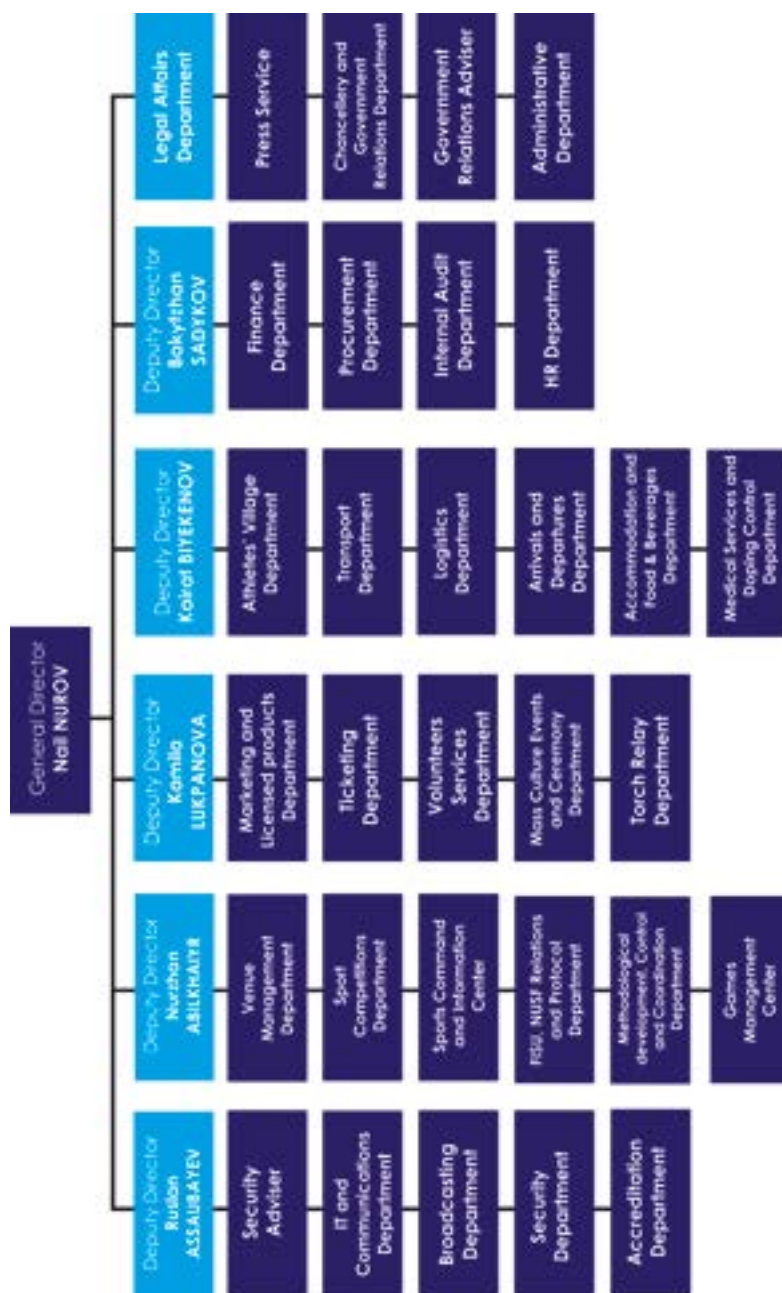 General Director
Nail NUROV
Deputy Director
Ruslan
ASSAUBAYEV
Security
Adviser
IT and
Communications
Department
Broadcasting
Department
Security
Department
Accreditation
Department
Deputy Director
Nurzhan
ABILKHAIYR
Venue
Management
Department
Sport
Competitions
Department
Sports Command
and Information
Center
FISU, NUSF Relations
and Protocol
Department
Methodological
development, Control
and Coordination
Department
Games
Management
Center
Deputy Director
Kamila
LUKPANOVA
Marketing and
Licensed products
Department
Ticketing
Department
Volunteers
Services
Department
Mass Culture Events
and Ceremony
Department
Torch Relay
Department
Deputy Director
Kairat BIYEKENOV
Athletes' Village
Department
Transport
Department
Logistics
Department
Arrivals and
Departures
Department
Accommodation and
Food & Beverages
Department
Medical Services and
Doping Control
Department
Deputy Director
Bakytzhan
SADYKOV
Finance
Department
Procurement
Department
Internal Audit
Department
HR Department
Legal Affairs
Department
Press Service
Chancellery and
Government
Relations Department
Government
Relations Adviser
Administrative
Department